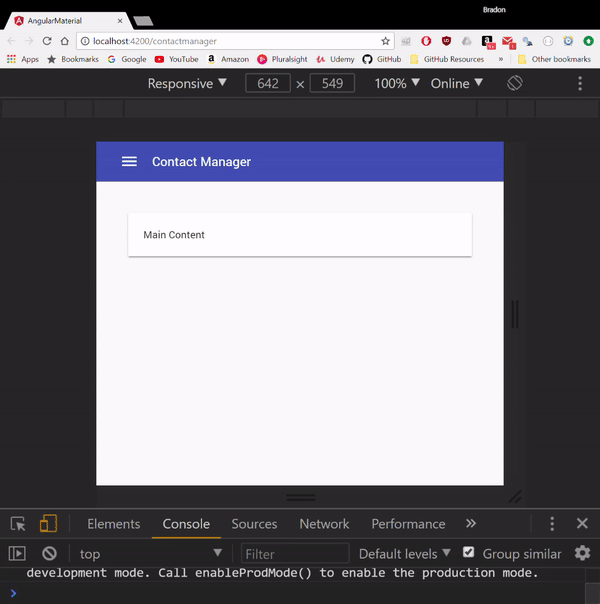 Bradon
AngularMaterial
localhost:4200/contactmanager
Apps Bookmarks Google YouTube Amazon Pluralsight Udemy GitHub GitHub Resources » Other bookmarks
Responsive ▼ 642 × 549 100% ▼ Online ▼
Contact Manager
Main Content
Elements Console Sources Network Performance »
top ▼ Filter Default levels ▼ Group similar
development mode. Call enableProdMode() to enable the production mode.